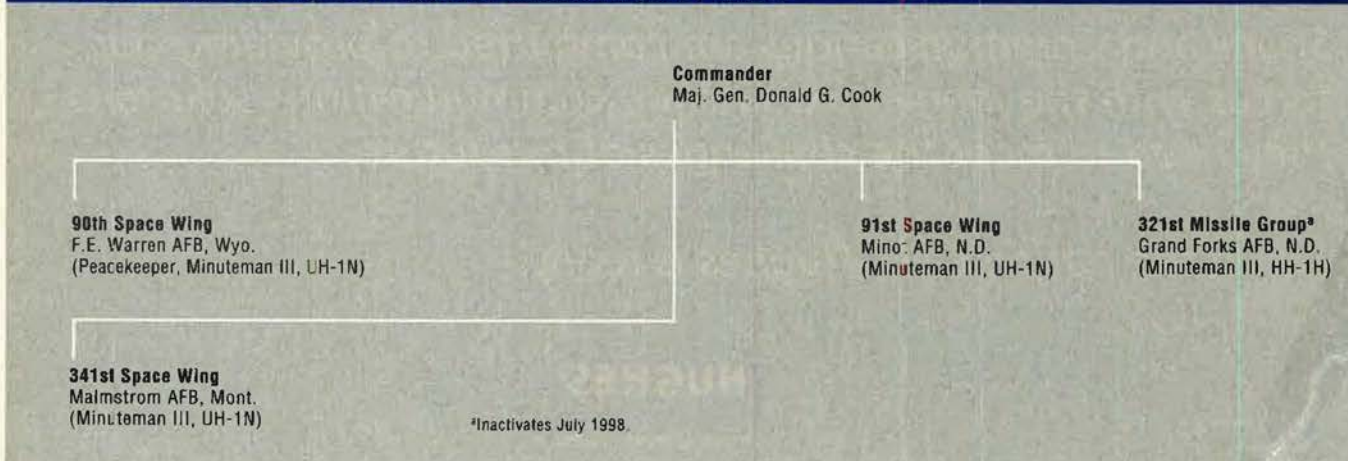 Commander
Maj. Gen. Donald G. Cook
90th Space Wing
F.E. Warren AFB, Wyo.
(Peacekeeper, Minuteman III, UH-1N)
91st Space Wing
Minot AFB, N.D.
(Minuteman III, UH-1N)
321st Missile Groupᵃ
Grand Forks AFB, N.D.
(Minuteman III, HH-1H)
341st Space Wing
Malmstrom AFB, Mont.
(Minuteman III, UH-1N)
ᵃInactivates July 1998.
HUGHES